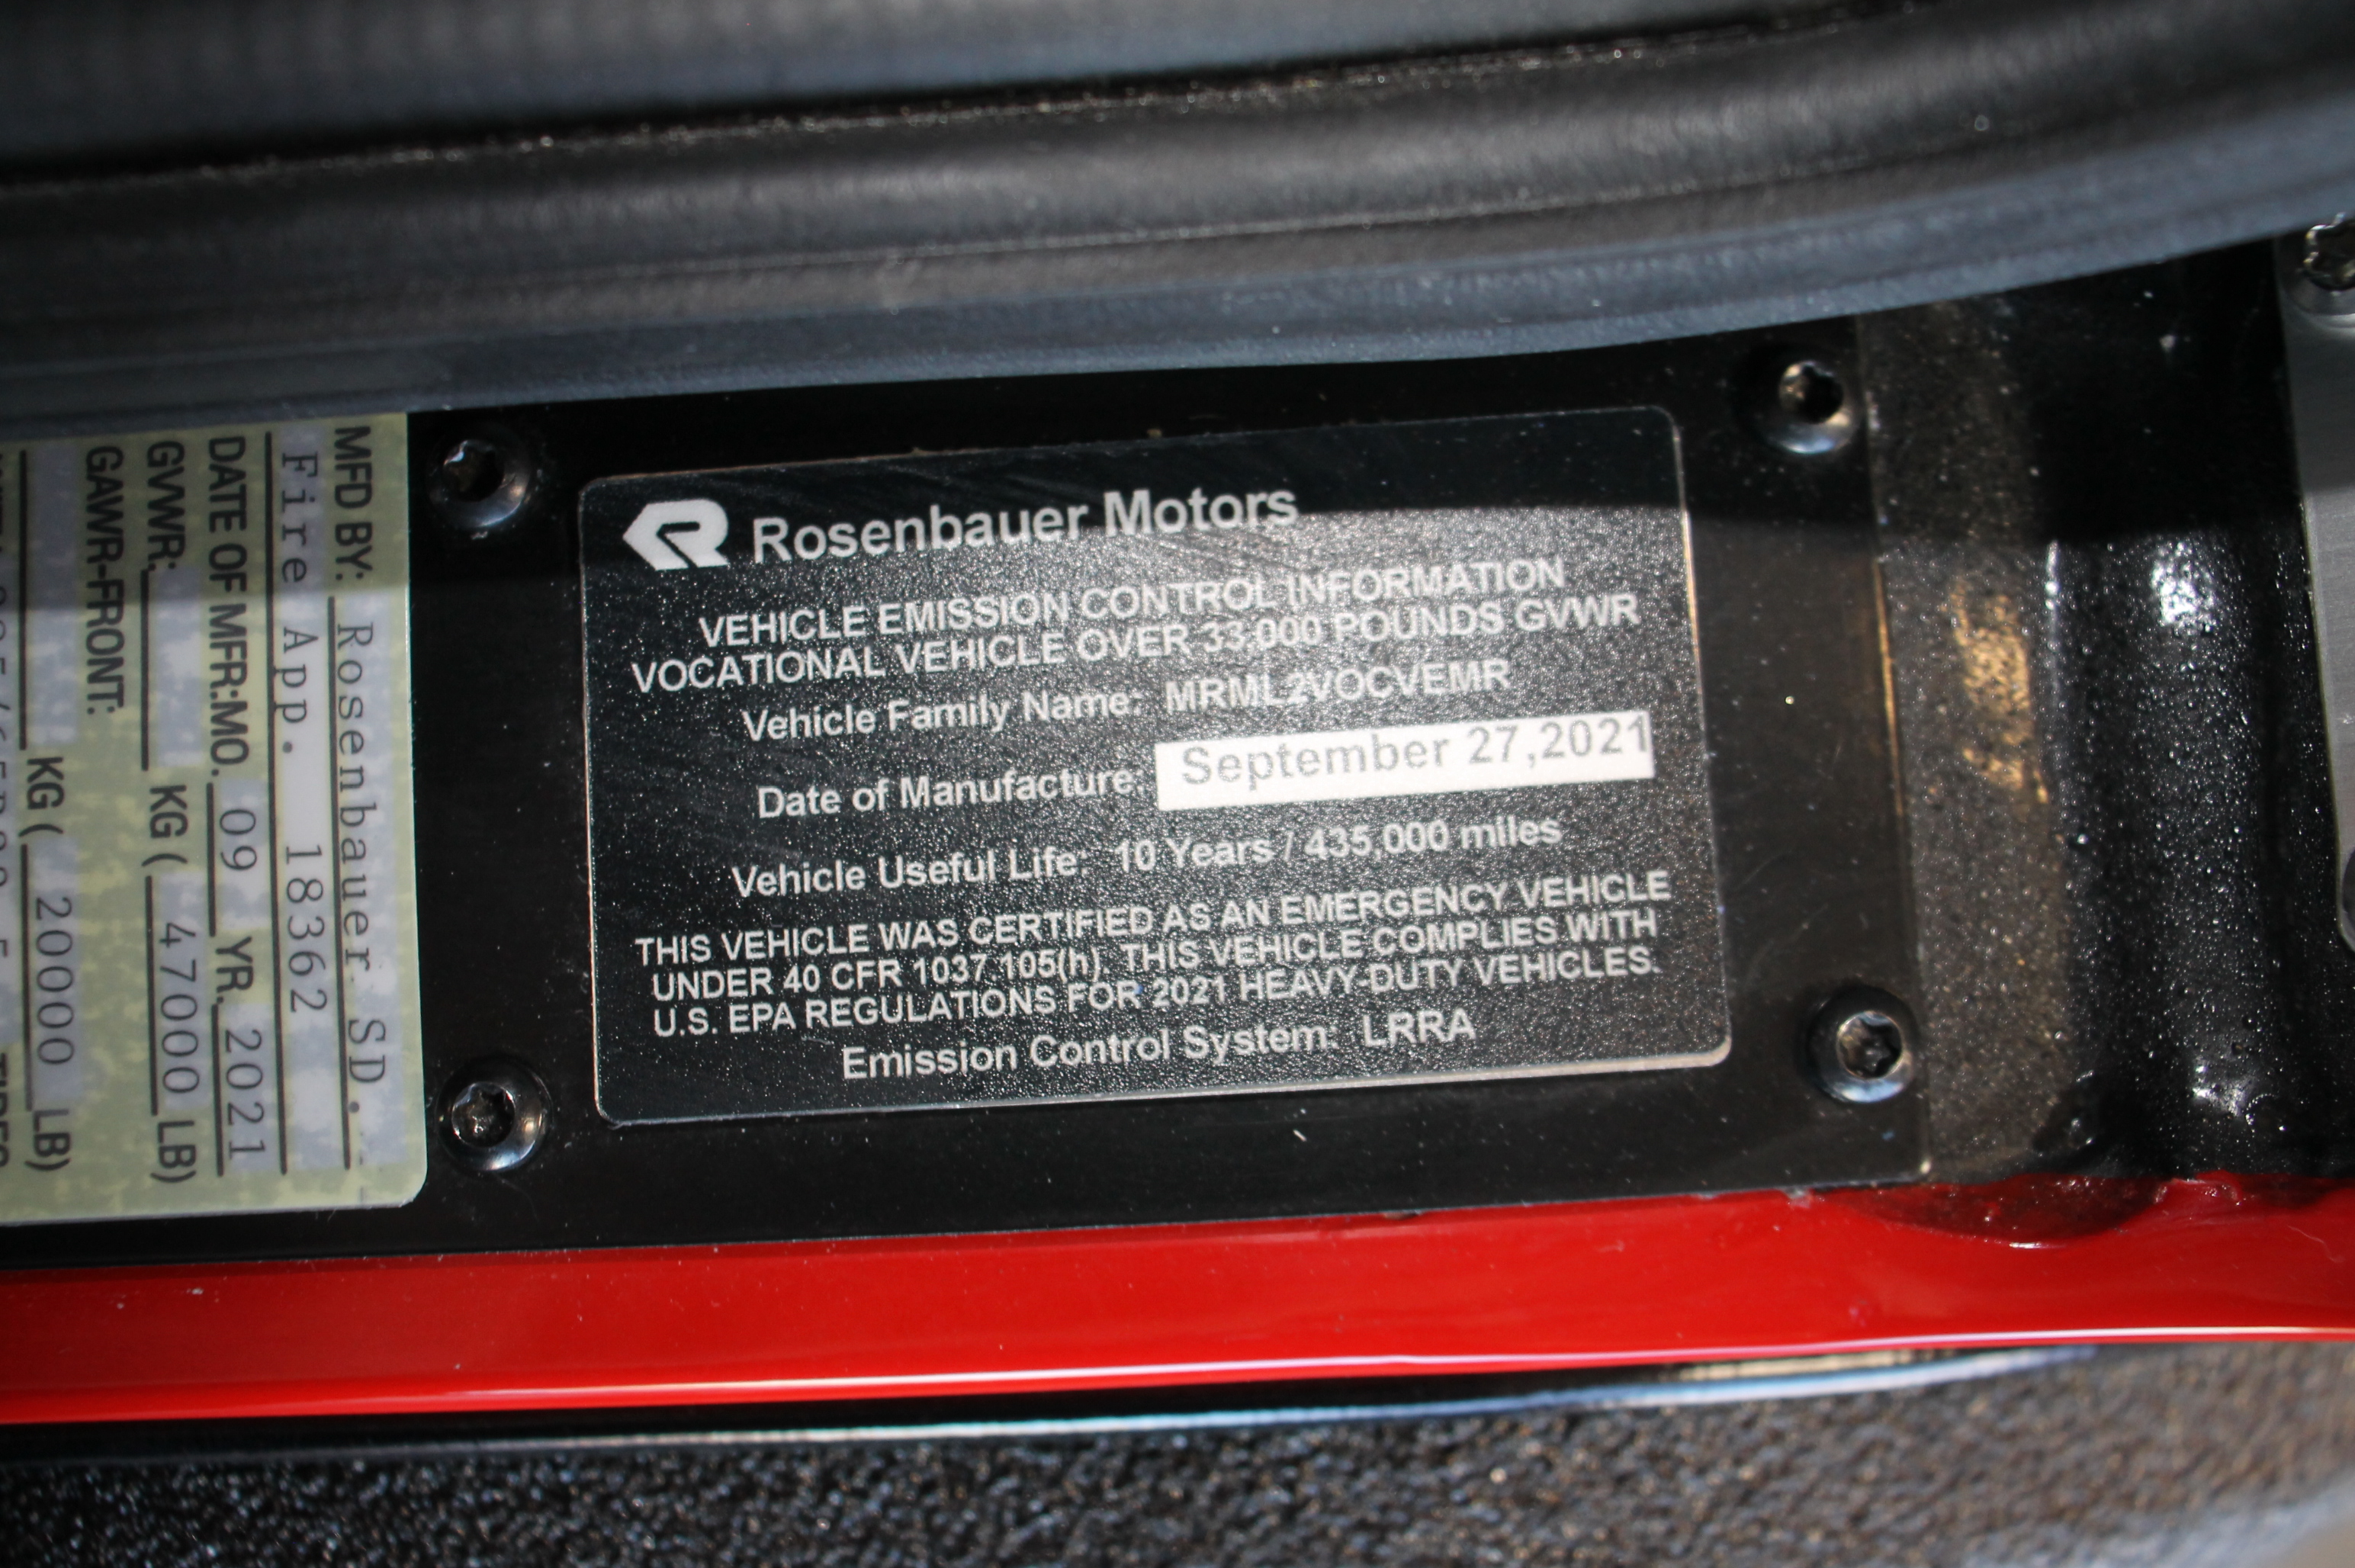 Rosenbauer Motors
VEHICLE EMISSION CONTROL INFORMATION
VOCATIONAL VEHICLE OVER 33,000 POUNDS GVWR
Vehicle Family Name: MRML2VOCVEMR
Date of Manufacture: September 27,2021
Vehicle Useful Life: 10 Years / 435,000 miles
THIS VEHICLE WAS CERTIFIED AS AN EMERGENCY VEHICLE
UNDER 40 CFR 1037.105(h). THIS VEHICLE COMPLIES WITH
U.S. EPA REGULATIONS FOR 2021 HEAVY-DUTY VEHICLES.
Emission Control System: LRRA
MFD BY: Rosenbauer SD.
Fire App. 18362
DATE OF MFR:MO. 09 YR. 2021
GVWR: KG ( 47000 LB)
GAWR-FRONT:
KG ( 20000 LB)